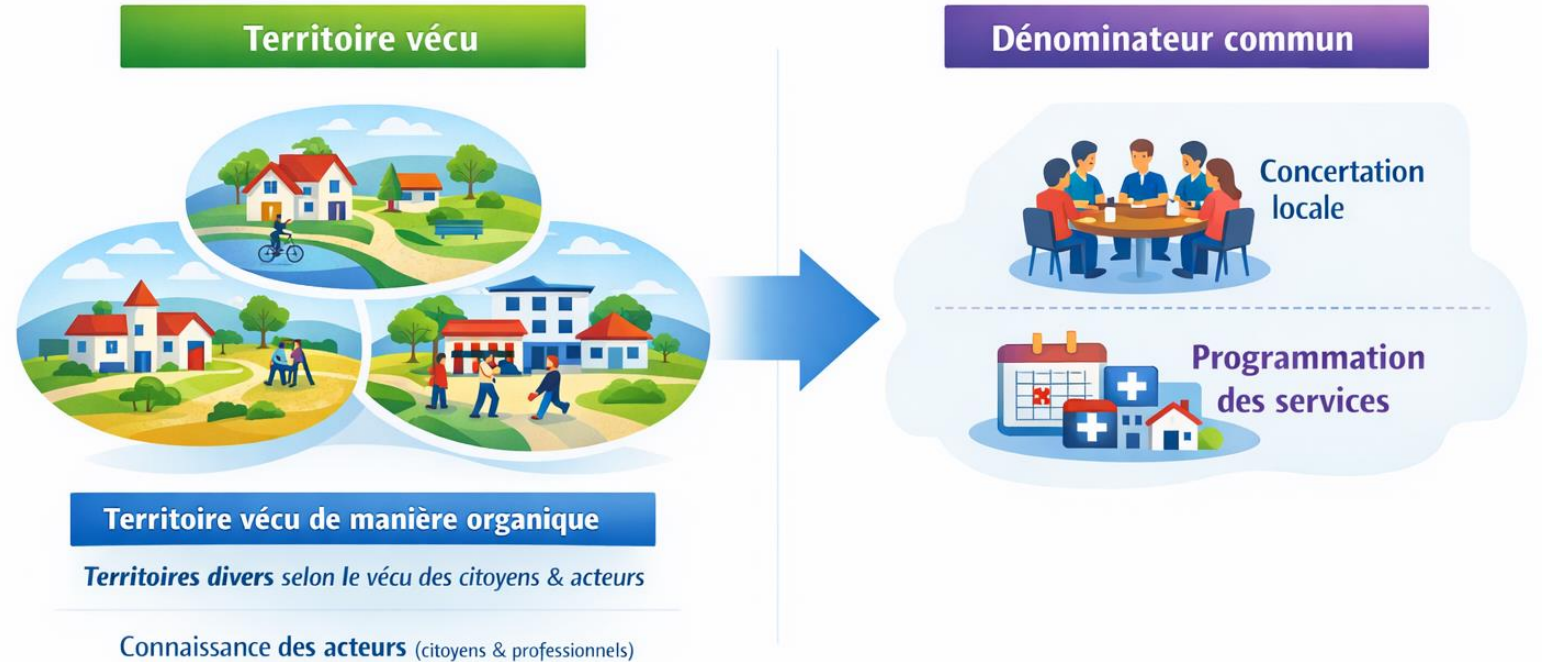 Territoire vécu
Territoire vécu de manière organique
Territoires divers selon le vécu des citoyens & acteurs
Connaissance des acteurs (citoyens & professionnels)
Dénominateur commun
Concertation
locale
Programmation
des services